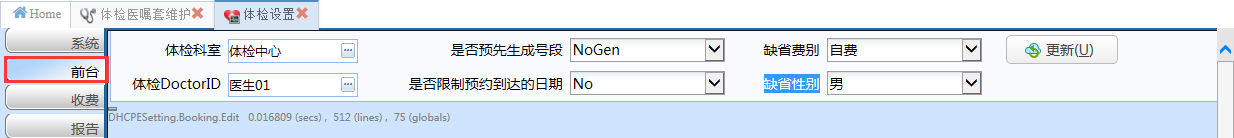 Home 体检医嘱套维护 体检设置
系统
前台
收费
报告
体检科室 体检中心 ... 是否预先生成号段 NoGen 缺省费别 自费 更新(U)
体检DoctorID 医生01 ... 是否限制预约到达的日期 No 缺省性别 男
DHCPESetting.Booking.Edit 0.016809 (secs) , 512 (lines) , 75 (globals)